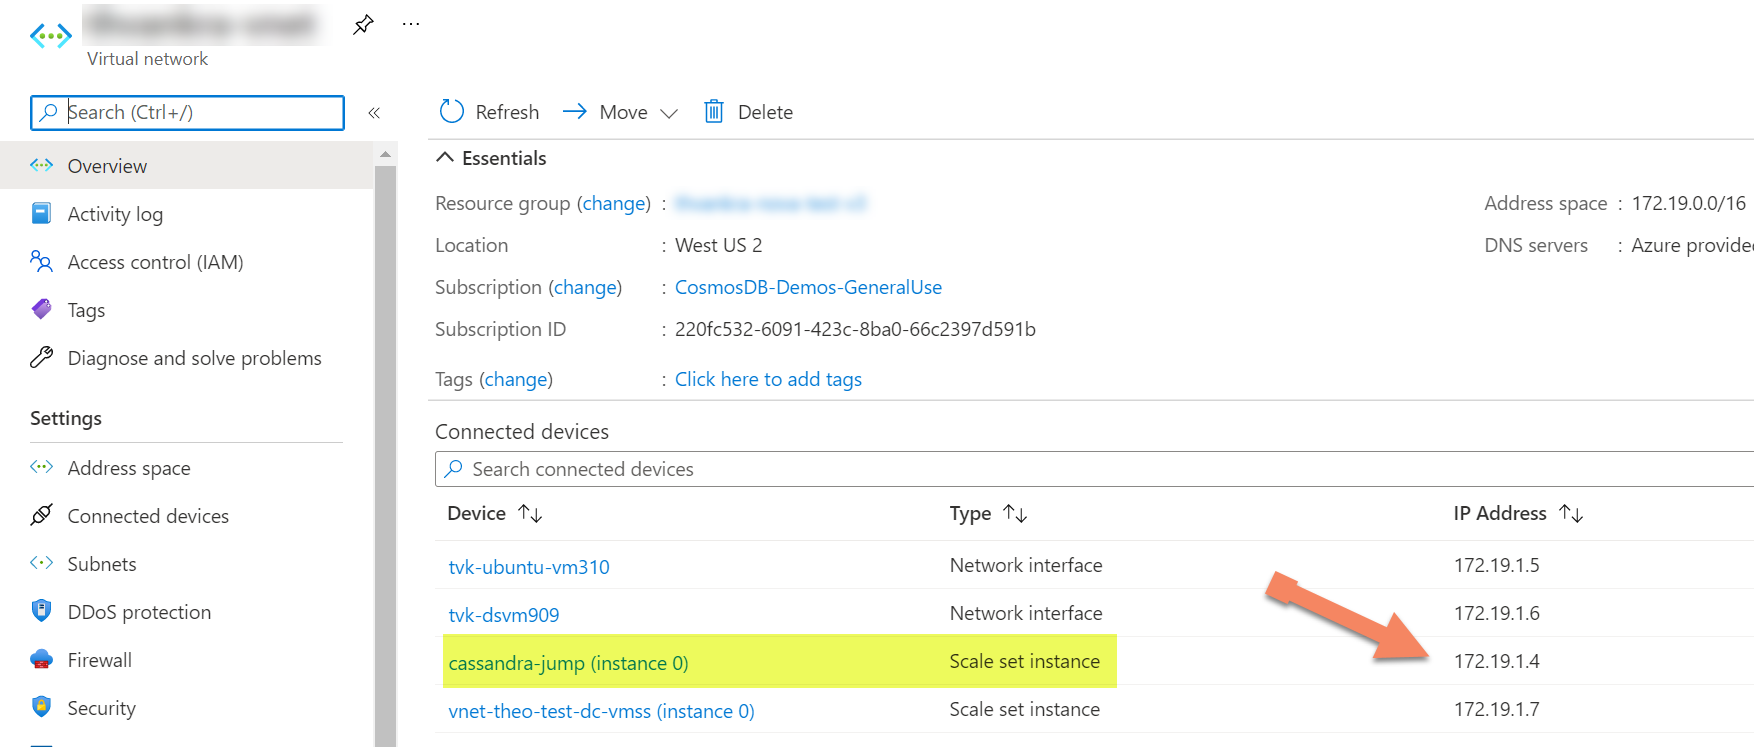 Virtual network
Search (Ctrl+/)
«
Overview
Activity log
Access control (IAM)
Tags
Diagnose and solve problems
Settings
Address space
Connected devices
Subnets
DDoS protection
Firewall
Security
Refresh Move Delete
Essentials
Resource group (change) :
Location : West US 2
Subscription (change) : CosmosDB-Demos-GeneralUse
Subscription ID : 220fc532-6091-423c-8ba0-66c2397d591b
Tags (change) : Click here to add tags
Address space : 172.19.0.0/16
DNS servers : Azure provide
Connected devices
Search connected devices
Device Type IP Address
tvk-ubuntu-vm310 Network interface 172.19.1.5
tvk-dsvm909 Network interface 172.19.1.6
cassandra-jump (instance 0) Scale set instance 172.19.1.4
vnet-theo-test-dc-vmss (instance 0) Scale set instance 172.19.1.7